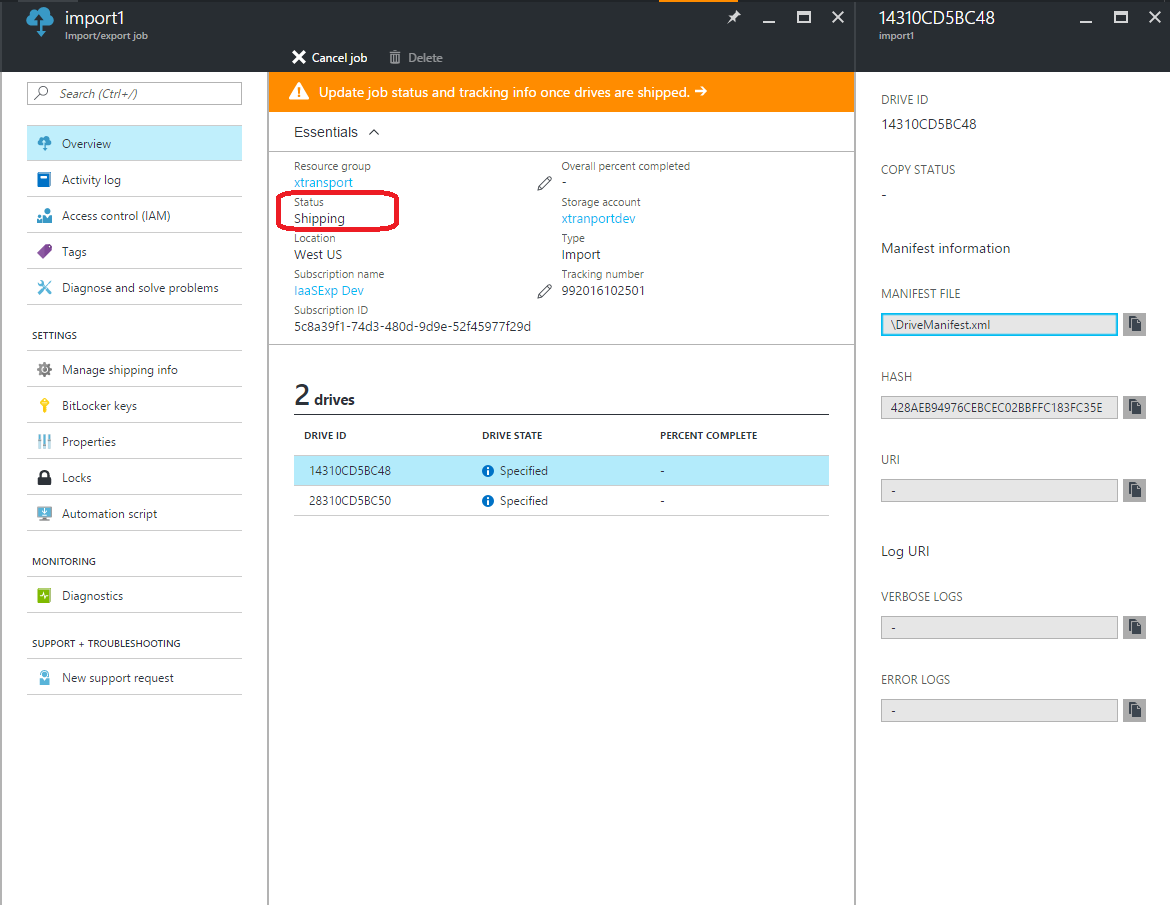 import1
Import/export job
Cancel job
Delete
Search (Ctrl+/)
Overview
Activity log
Access control (IAM)
Tags
Diagnose and solve problems
SETTINGS
Manage shipping info
BitLocker keys
Properties
Locks
Automation script
MONITORING
Diagnostics
SUPPORT + TROUBLESHOOTING
New support request
Update job status and tracking info once drives are shipped.
Essentials
Resource group
xtransport
Status
Shipping
Location
West US
Subscription name
IaaSExp Dev
Subscription ID
5c8a39f1-74d3-480d-9d9e-52f45977f29d
Overall percent completed
-
Storage account
xtranportdev
Type
Import
Tracking number
992016102501
2 drives
DRIVE ID DRIVE STATE PERCENT COMPLETE
14310CD5BC48 Specified -
28310CD5BC50 Specified -
14310CD5BC48
import1
DRIVE ID
14310CD5BC48
COPY STATUS
-
Manifest information
MANIFEST FILE
\DriveManifest.xml
HASH
428AEB94976CEBCEC02BBFFC183FC35E
URI
-
Log URI
VERBOSE LOGS
-
ERROR LOGS
-